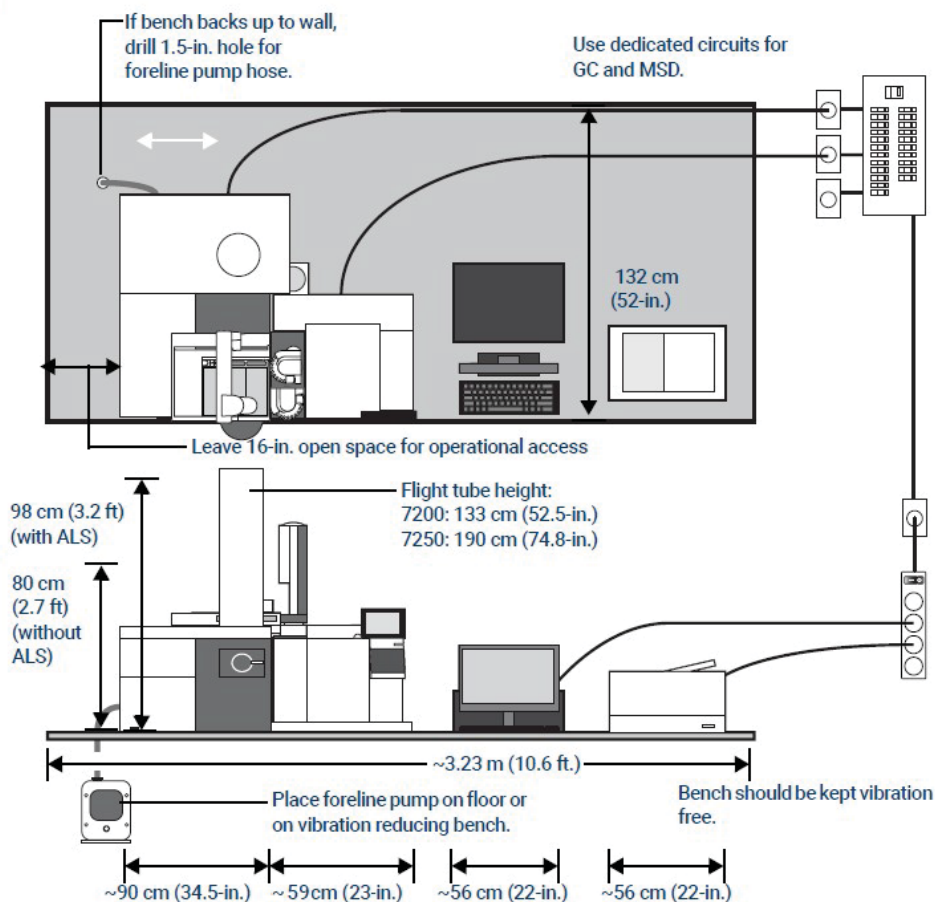 If bench backs up to wall,
drill 1.5-in. hole for
foreline pump hose.
Use dedicated circuits for
GC and MSD.
132 cm
(52-in.)
Leave 16-in. open space for operational access
98 cm (3.2 ft)
(with ALS)
Flight tube height:
7200: 133 cm (52.5-in.)
7250: 190 cm (74.8-in.)
80 cm
(2.7 ft)
(without
ALS)
~3.23 m (10.6 ft.)
Place foreline pump on floor or
on vibration reducing bench.
Bench should be kept vibration
free.
~90 cm (34.5-in.)
~ 59cm (23-in.)
~56 cm (22-in.)
~56 cm (22-in.)